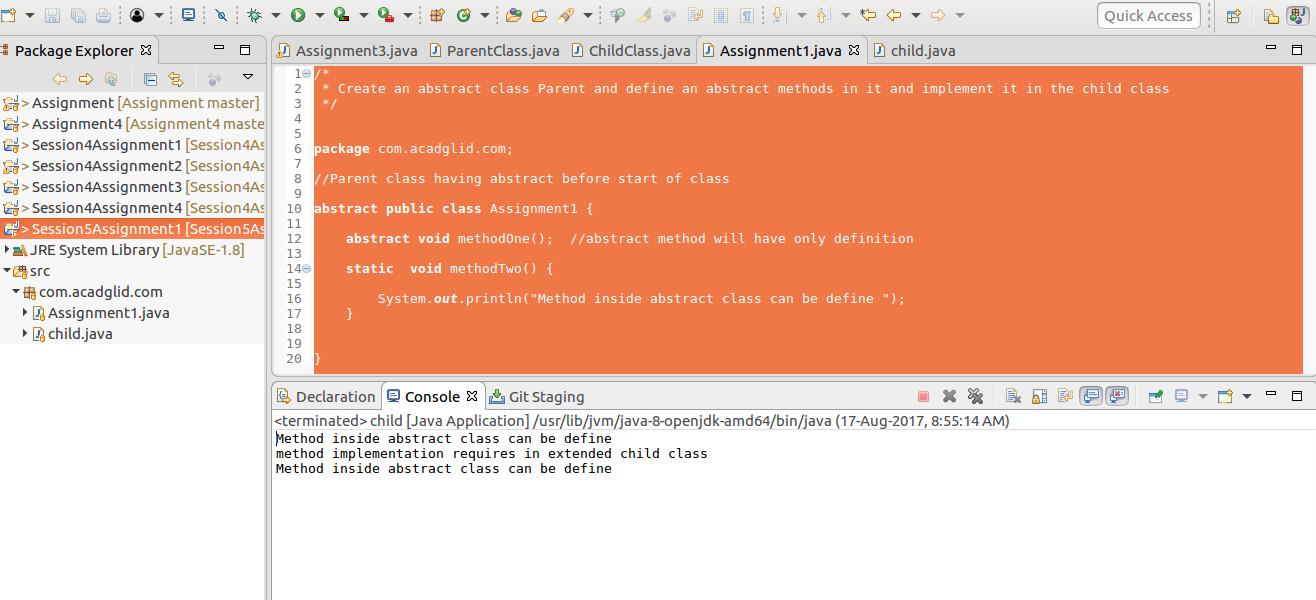 Quick Access
Package Explorer
> Assignment [Assignment master]
> Assignment4 [Assignment4 maste
> Session4Assignment1 [Session4As
> Session4Assignment2 [Session4As
> Session4Assignment3 [Session4As
> Session4Assignment4 [Session4As
> Session5Assignment1 [Session5As
JRE System Library [JavaSE-1.8]
src
com.acadglid.com
Assignment1.java
child.java
Assignment3.java ParentClass.java ChildClass.java Assignment1.java child.java
1 /*
2 * Create an abstract class Parent and define an abstract methods in it and implement it in the child class
3 */
4
5
6 package com.acadglid.com;
7
8 //Parent class having abstract before start of class
9
10 abstract public class Assignment1 {
11
12 abstract void methodOne(); //abstract method will have only definition
13
14 static void methodTwo() {
15
16 System.out.println("Method inside abstract class can be define ");
17 }
18
19
20 }
Declaration Console Git Staging
<terminated> child [Java Application] /usr/lib/jvm/java-8-openjdk-amd64/bin/java (17-Aug-2017, 8:55:14 AM)
Method inside abstract class can be define
method implementation requires in extended child class
Method inside abstract class can be define